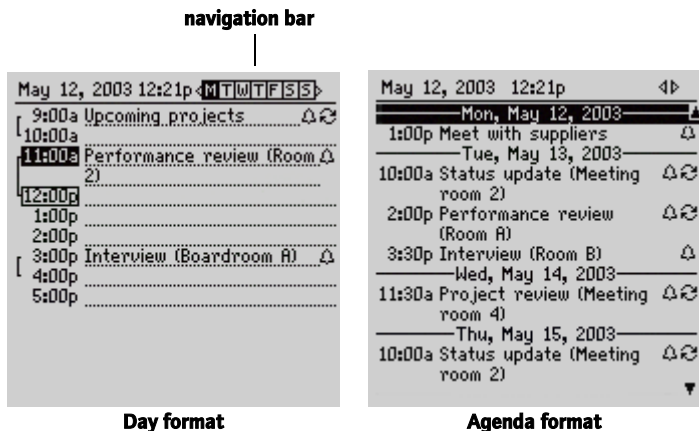 navigation bar
May 12, 2003 12:21p M T W T F S S
9:00a Upcoming projects
10:00a
11:00a Performance review (Room
2)
12:00p
1:00p
2:00p
3:00p Interview (Boardroom A)
4:00p
5:00p
Day format
May 12, 2003 12:21p
Mon, May 12, 2003
1:00p Meet with suppliers
Tue, May 13, 2003
10:00a Status update (Meeting
room 2)
2:00p Performance review
(Room A)
3:30p Interview (Room B)
Wed, May 14, 2003
11:30a Project review (Meeting
room 4)
Thu, May 15, 2003
10:00a Status update (Meeting
room 2)
Agenda format